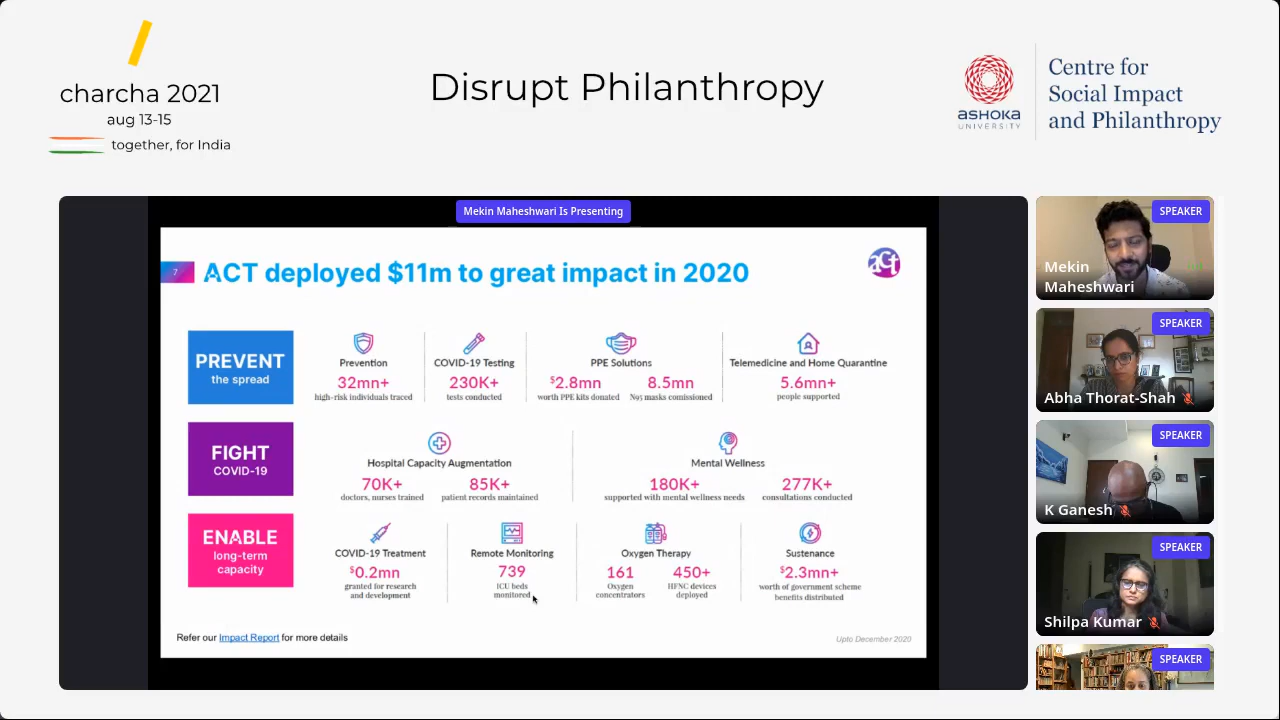 charcha 2021
aug 13-15
together, for India
Disrupt Philanthropy
ASHOKA
UNIVERSITY
Centre for
Social Impact
and Philanthropy
Mekin Maheshwari Is Presenting
7
ACT deployed $11m to great impact in 2020
act
PREVENT
the spread
Prevention
32mn+
high-risk individuals traced
COVID-19 Testing
230K+
tests conducted
PPE Solutions
$2.8mn
worth PPE kits donated
8.5mn
N95 masks comissioned
Telemedicine and Home Quarantine
5.6mn+
people supported
FIGHT
COVID-19
Hospital Capacity Augmentation
70K+
doctors, nurses trained
85K+
patient records maintained
Mental Wellness
180K+
supported with mental wellness needs
277K+
consultations conducted
ENABLE
long-term
capacity
COVID-19 Treatment
$0.2mn
granted for research
and development
Remote Monitoring
739
ICU beds
monitored
Oxygen Therapy
161
Oxygen
concentrators
450+
HFNC devices
deployed
Sustenance
$2.3mn+
worth of government scheme
benefits distributed
Refer our Impact Report for more details
Upto December 2020
SPEAKER
Mekin
Maheshwari
SPEAKER
Abha Thorat-Shah
SPEAKER
K Ganesh
SPEAKER
Shilpa Kumar
SPEAKER